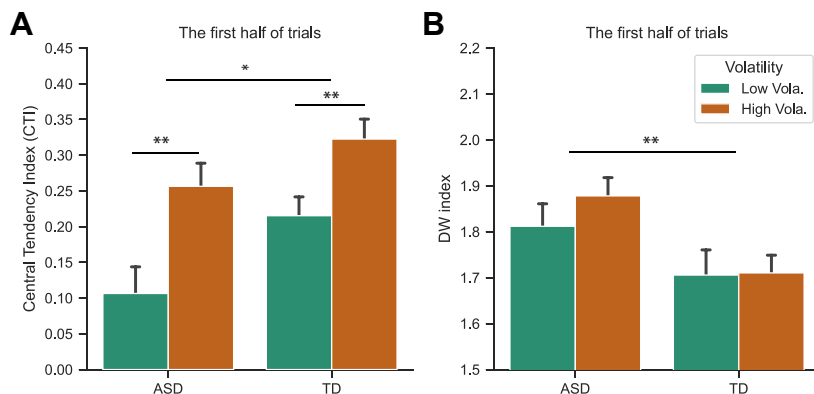 A
The first half of trials
Central Tendency Index (CTI)
0.45
0.40
0.35
0.30
0.25
0.20
0.15
0.10
0.05
0.00
*
**
**
ASD
TD
B
The first half of trials
DW index
2.2
2.1
2.0
1.9
1.8
1.7
1.6
1.5
Volatility
Low Vola.
High Vola.
**
ASD
TD